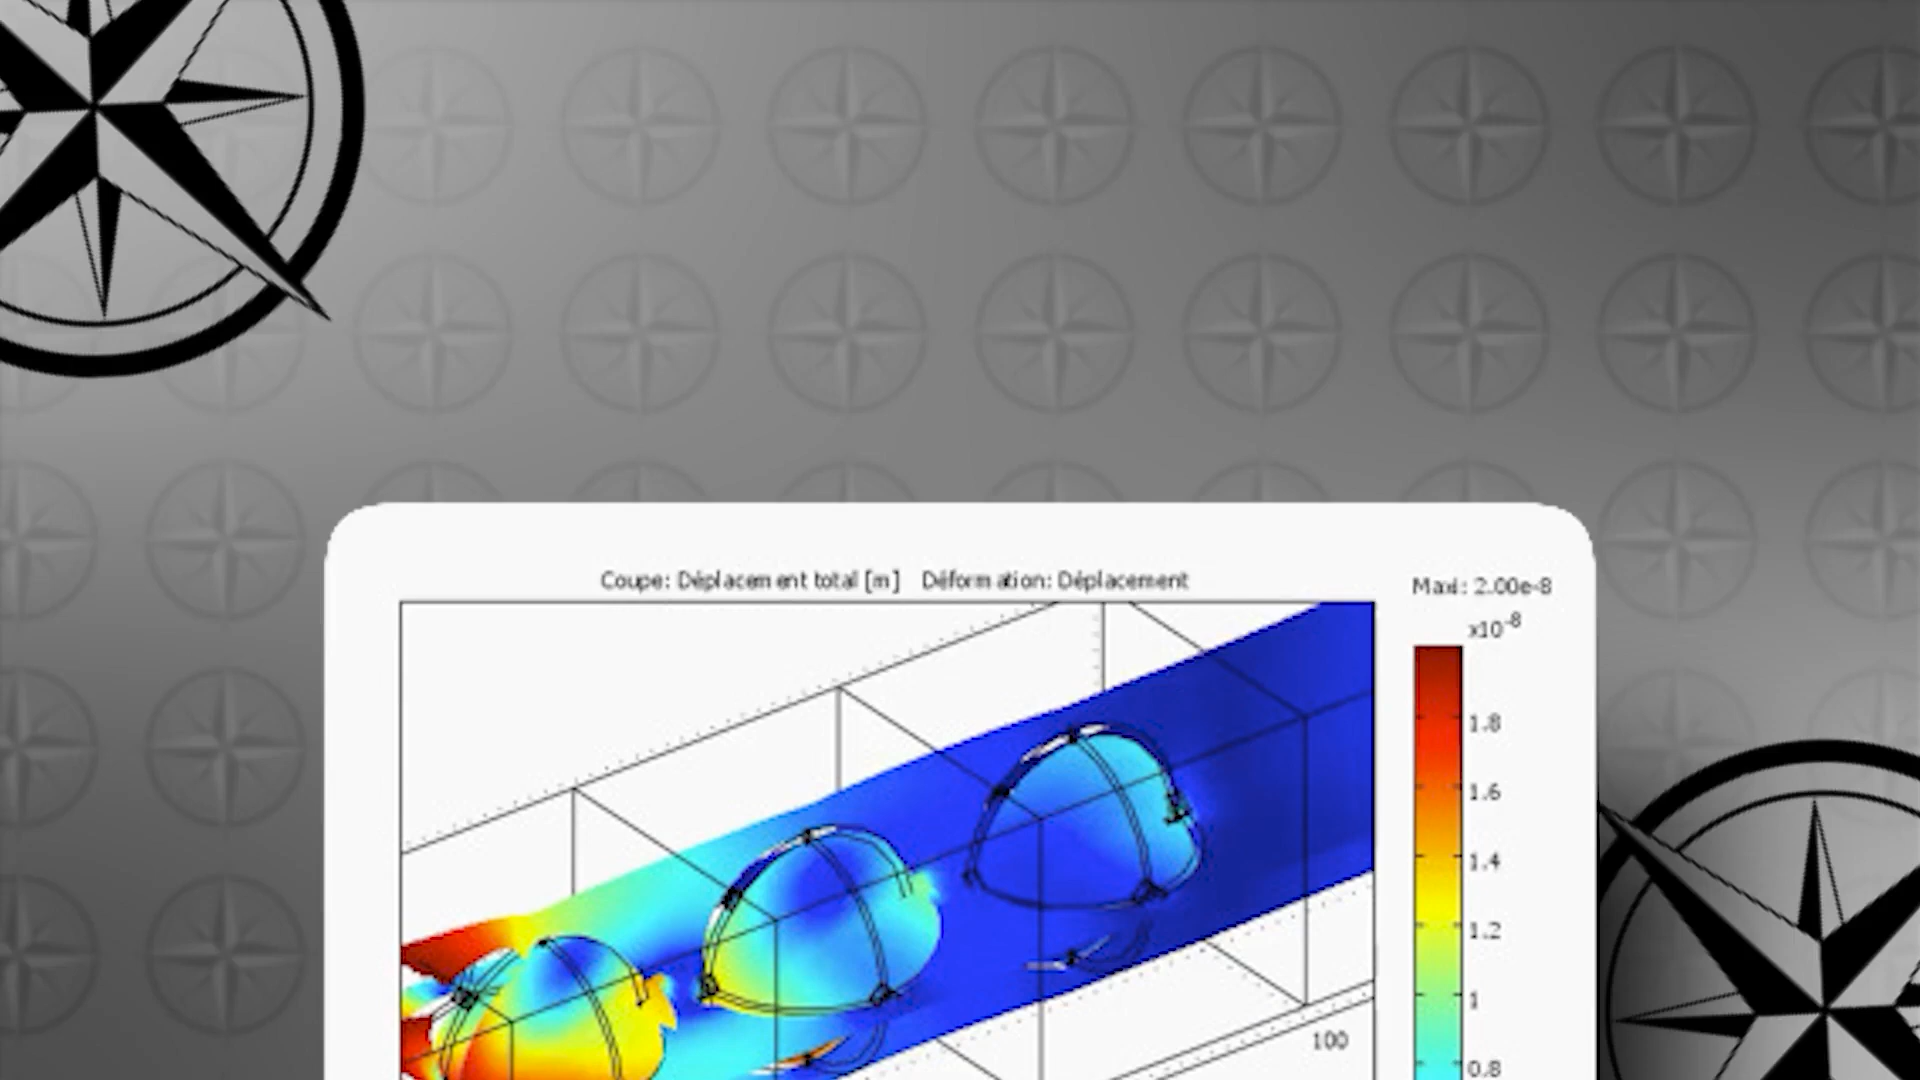 Coupe: Déplacement total [m] Déformation: Déplacement
Maxi: 2.00e-8
x10-8
1.8
1.6
1.4
1.2
1
100
0.8